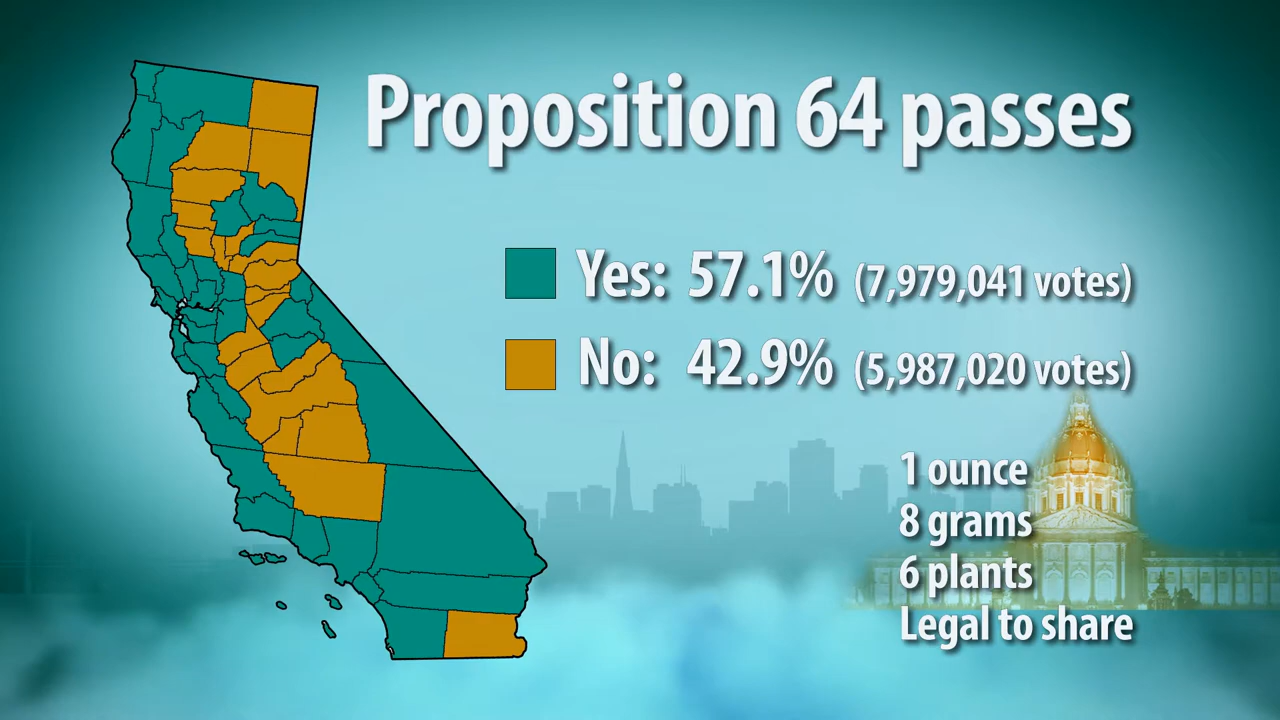 Proposition 64 passes
Yes: 57.1% (7,979,041 votes)
No: 42.9% (5,987,020 votes)
1 ounce
8 grams
6 plants
Legal to share